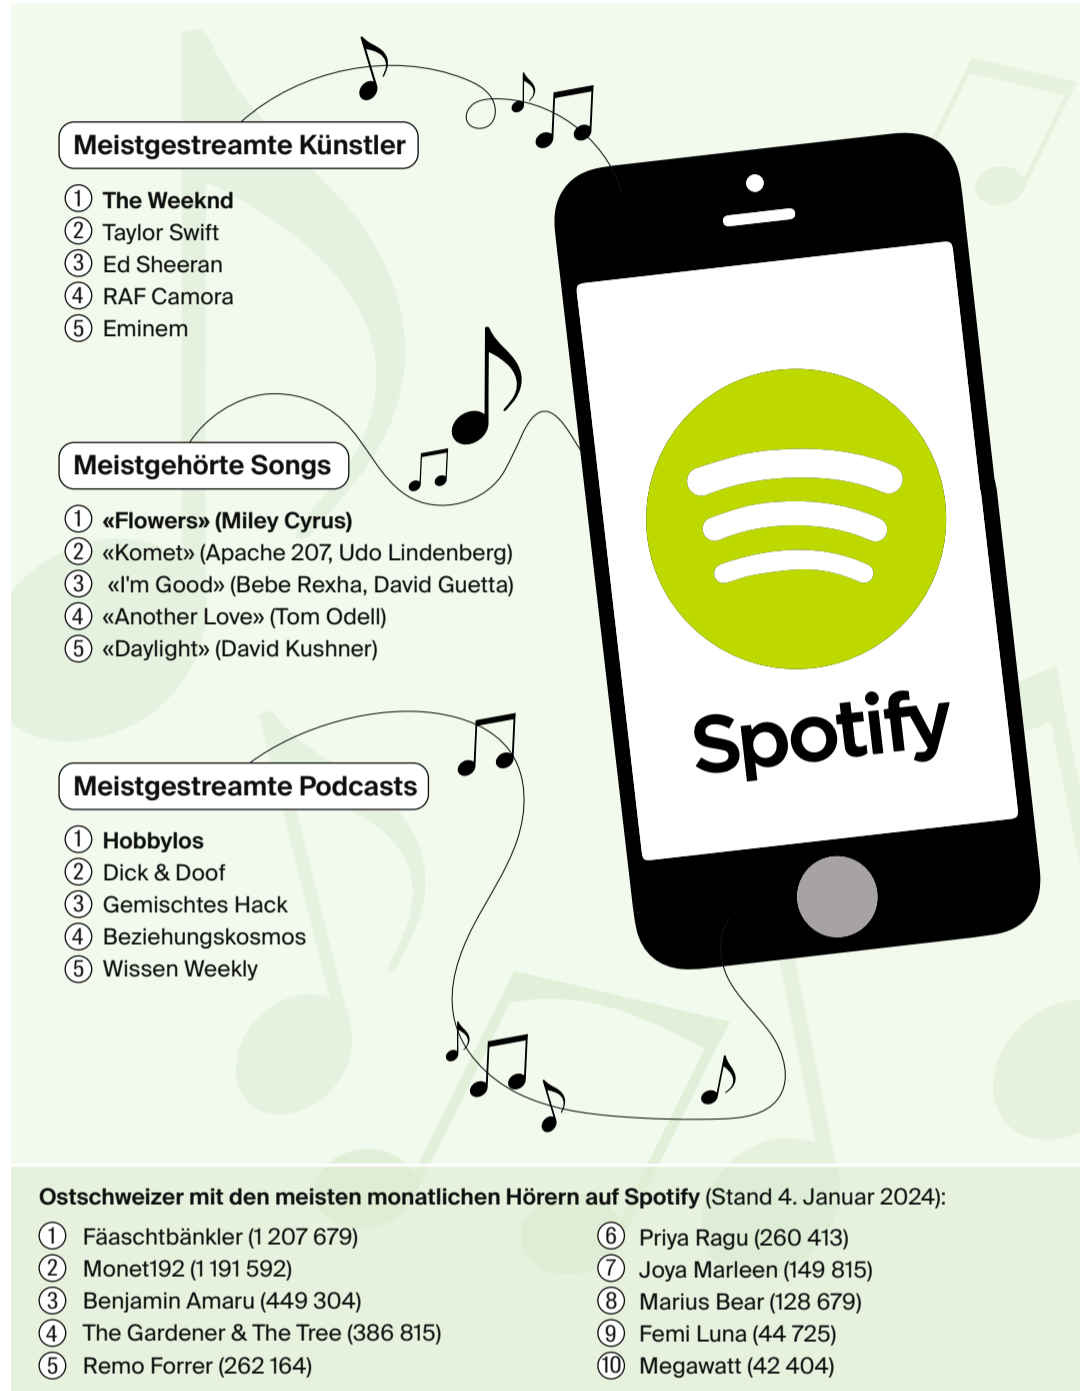 Meistgestreamte Künstler
1 The Weeknd
2 Taylor Swift
3 Ed Sheeran
4 RAF Camora
5 Eminem
Meistgehörte Songs
1 «Flowers» (Miley Cyrus)
2 «Komet» (Apache 207, Udo Lindenberg)
3 «I'm Good» (Bebe Rexha, David Guetta)
4 «Another Love» (Tom Odell)
5 «Daylight» (David Kushner)
Spotify
Meistgestreamte Podcasts
1 Hobbylos
2 Dick & Doof
3 Gemischtes Hack
4 Beziehungskosmos
5 Wissen Weekly
Ostschweizer mit den meisten monatlichen Hörern auf Spotify (Stand 4. Januar 2024):
1 Fäaschtbänkler (1 207 679)
2 Monet192 (1 191 592)
3 Benjamin Amaru (449 304)
4 The Gardener & The Tree (386 815)
5 Remo Forrer (262 164)
6 Priya Ragu (260 413)
7 Joya Marleen (149 815)
8 Marius Bear (128 679)
9 Femi Luna (44 725)
10 Megawatt (42 404)